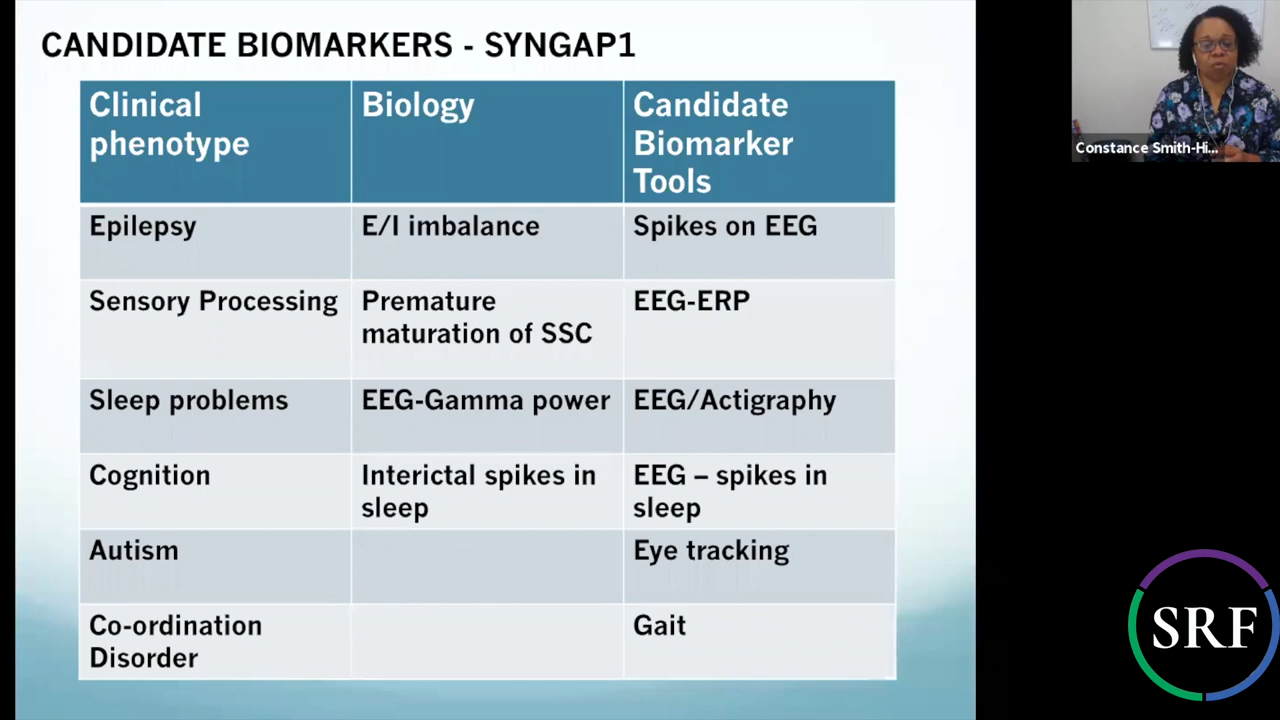 CANDIDATE BIOMARKERS - SYNGAP1
Clinical
phenotype
Biology
Candidate
Biomarker
Tools
Epilepsy
E/I imbalance
Spikes on EEG
Sensory Processing
Premature
maturation of SSC
EEG-ERP
Sleep problems
EEG-Gamma power
EEG/Actigraphy
Cognition
Interictal spikes in
sleep
EEG – spikes in
sleep
Autism
Eye tracking
Co-ordination
Disorder
Gait
Constance Smith-Hi...
SRF